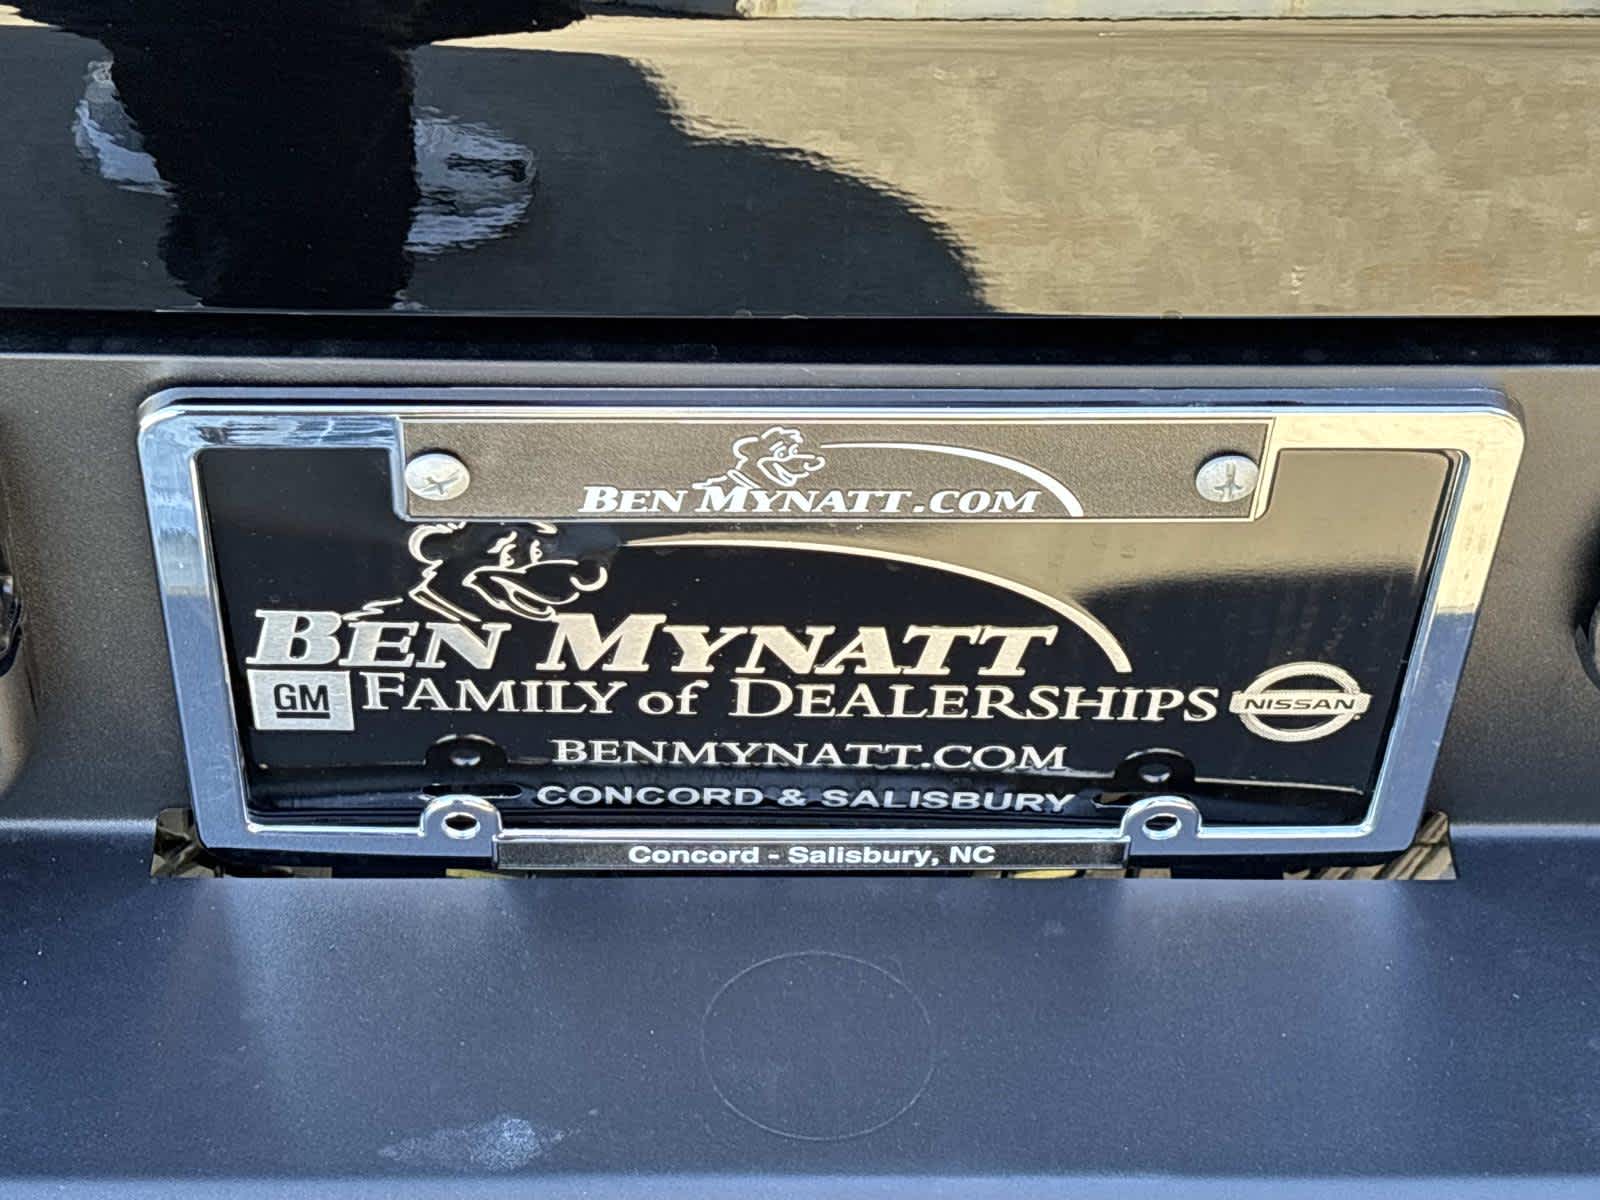 BEN MYNATT.COM
BEN MYNATT
GM FAMILY of DEALERSHIPS NISSAN
BENMYNATT.COM
CONCORD & SALISBURY
Concord - Salisbury, NC